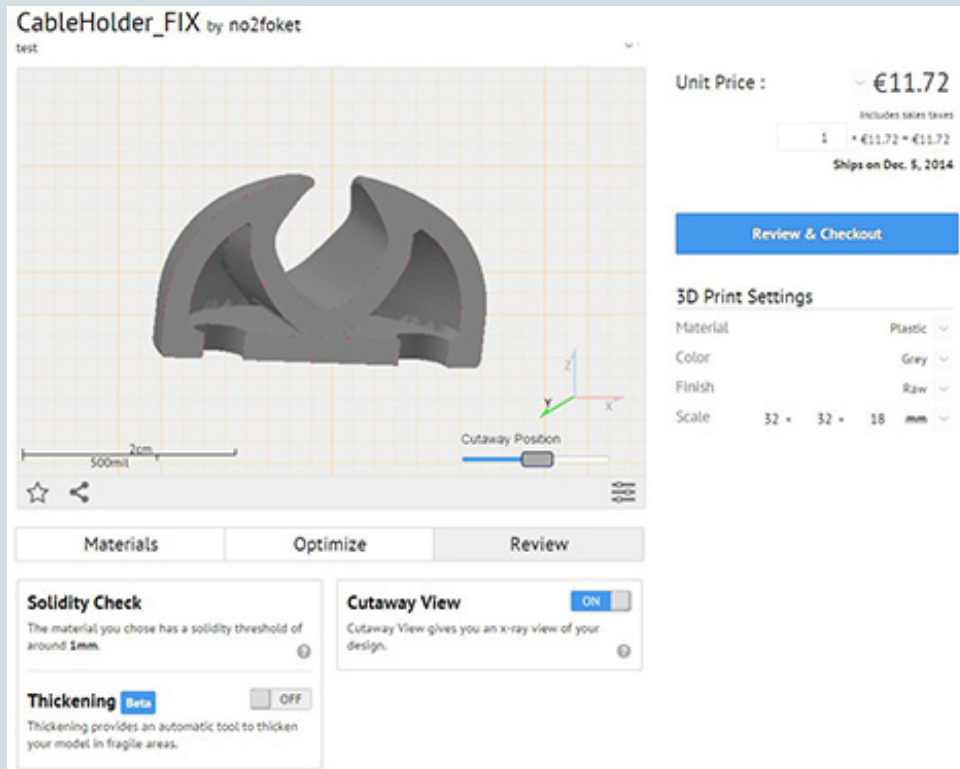 CableHolder_FIX by no2foket
test
Unit Price : €11.72
Includes sales taxes
1 * €11.72 = €11.72
Ships on Dec. 5, 2014
Review & Checkout
3D Print Settings
Material Plastic
Color Grey
Finish Raw
Scale 32 × 32 × 18 mm
Z
Y
X
Cutaway Position
2cm
500mil
Materials
Optimize
Review
Solidity Check
The material you chose has a solidity threshold of
around 1mm.
?
Thickening Beta OFF
Thickening provides an automatic tool to thicken
your model in fragile areas.
Cutaway View ON
Cutaway View gives you an x-ray view of your
design.
?